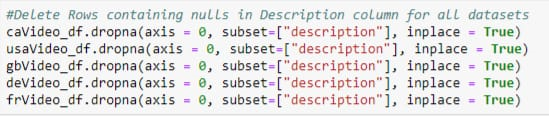 #Delete Rows containing nulls in Description column for all datasets
caVideo_df.dropna(axis = 0, subset=["description"], inplace = True)
usaVideo_df.dropna(axis = 0, subset=["description"], inplace = True)
gbVideo_df.dropna(axis = 0, subset=["description"], inplace = True)
deVideo_df.dropna(axis = 0, subset=["description"], inplace = True)
frVideo_df.dropna(axis = 0, subset=["description"], inplace = True)